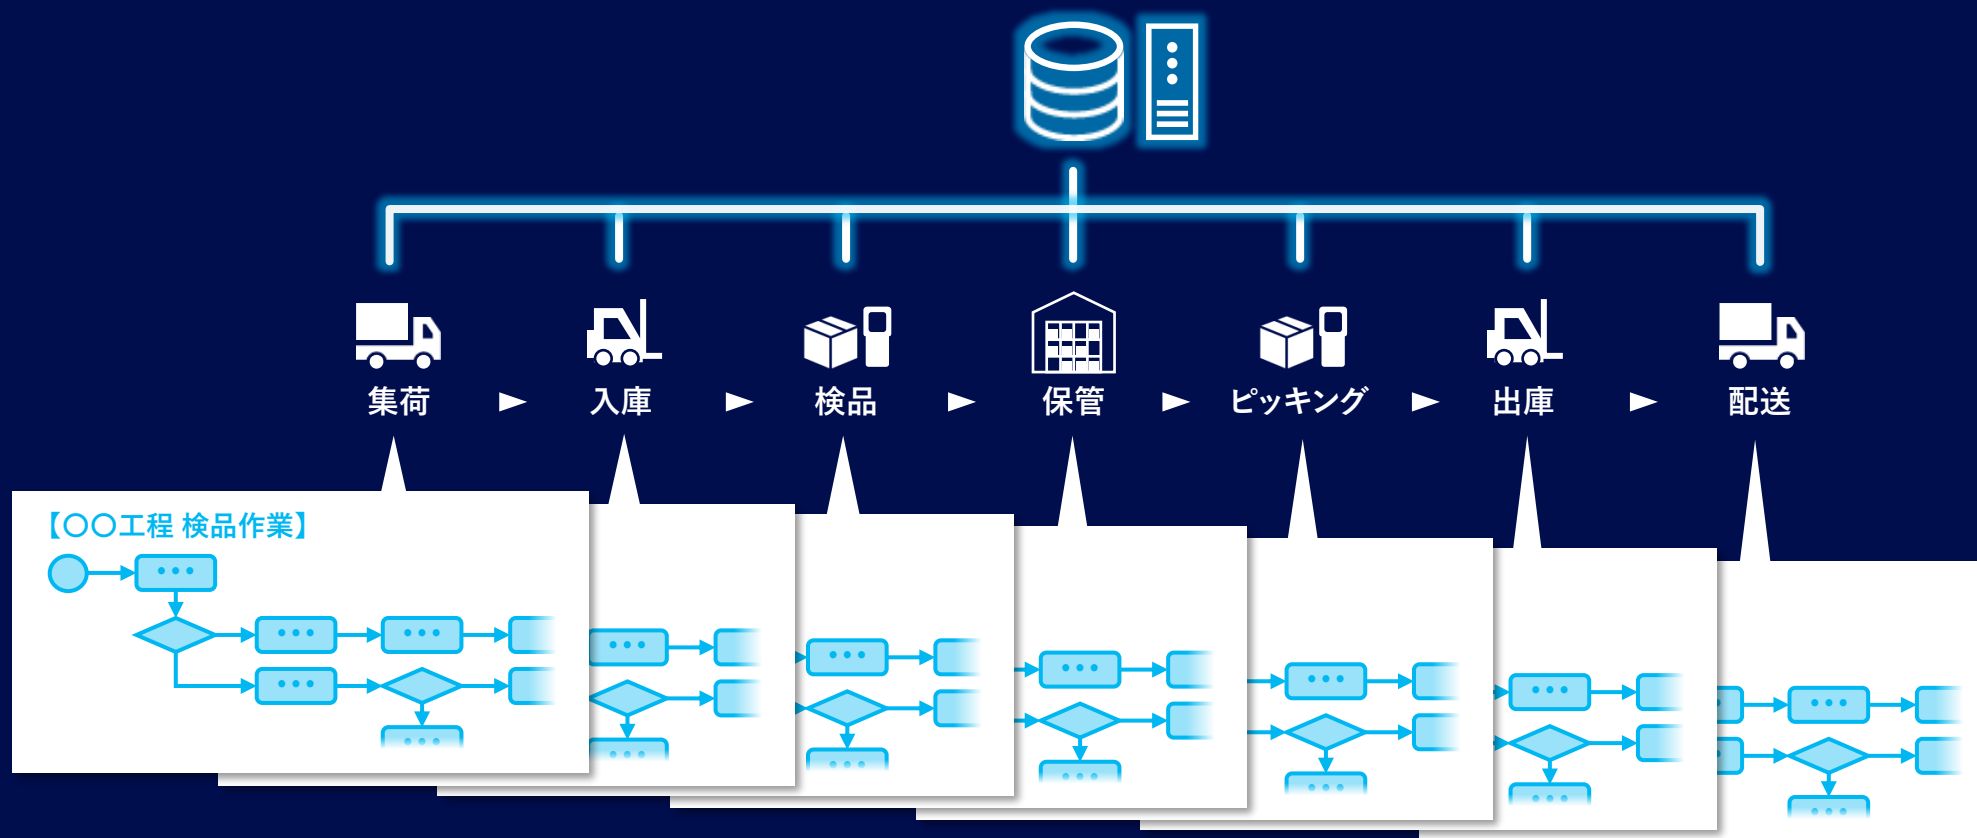 集荷
入庫
検品
保管
ピッキング
出庫
配送
【〇〇工程 検品作業】